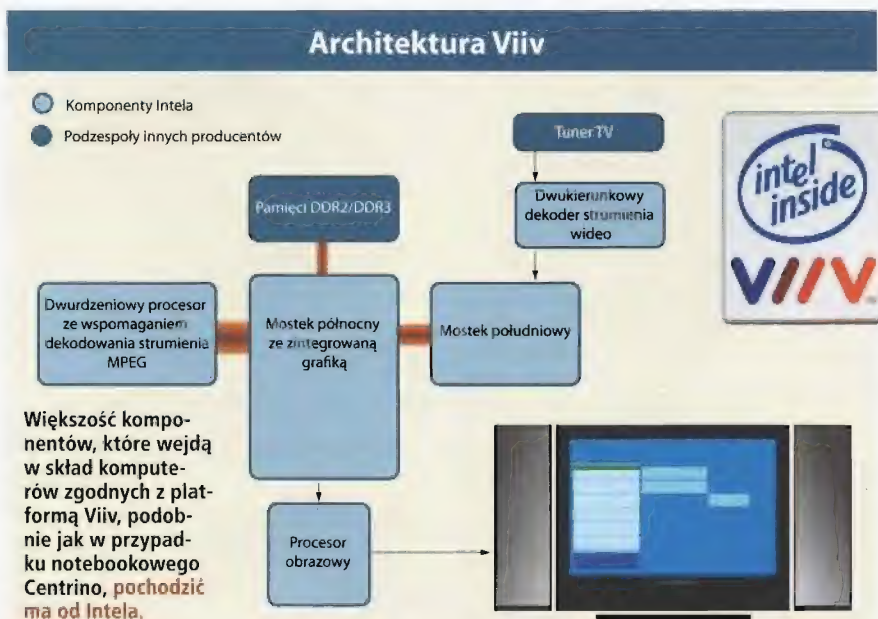 Architektura Viiv
Komponenty Intela
Podzespoły innych producentów
Tuner TV
Pamięci DDR2/DDR3
Dwukierunkowy
dekoder strumienia
wideo
Dwurdzeniowy procesor
ze wspomaganiem
dekodowania strumienia
MPEG
Mostek północny
ze zintegrowaną
grafiką
Mostek południowy
intel
inside
VIIV
Większość kompo-
nentów, które wejdą
w skład kompute-
rów zgodnych z plat-
formą Viiv, podob-
nie jak w przypad-
ku notebookowego
Centrino, pochodzić
ma od Intela.
Procesor
obrazowy